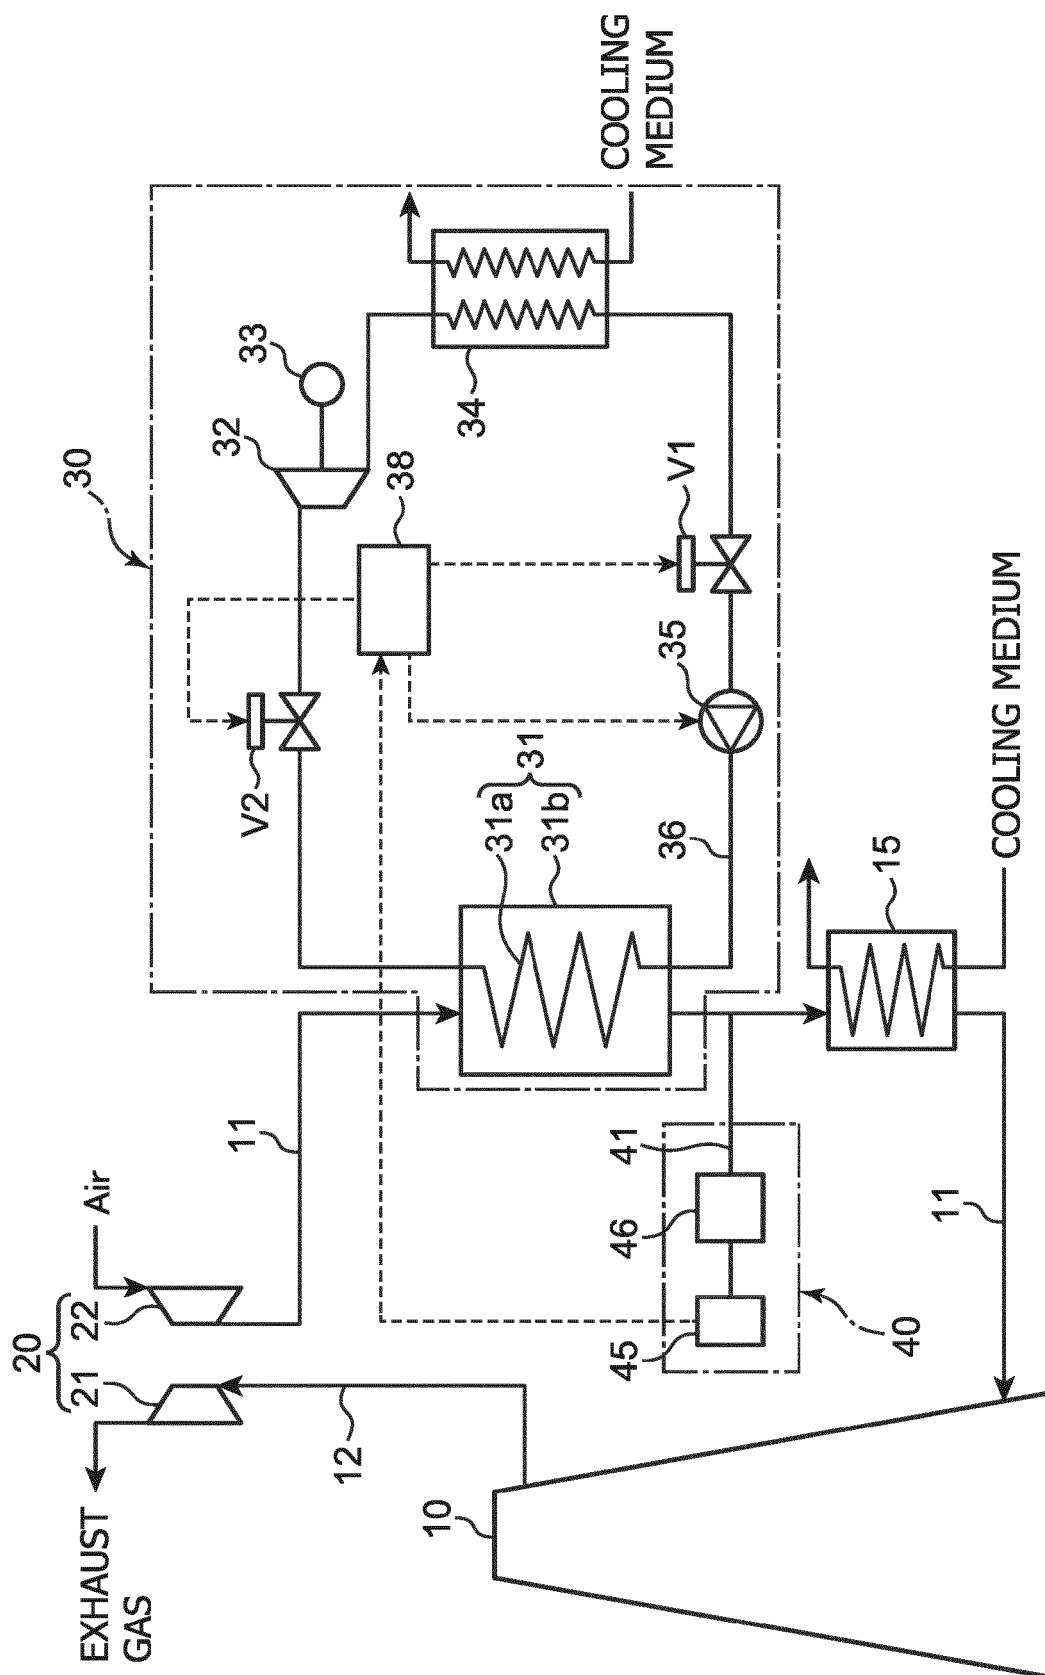 20
30
21
22
EXHAUST
GAS
Air
32
11
V2
33
12
38
10
34
31a
31
31b
COOLING
MEDIUM
45
46
41
36
35
V1
15
40
11
COOLING MEDIUM